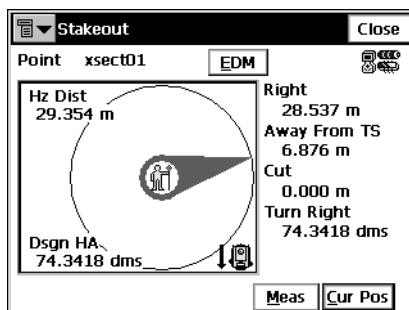 Stakeout Close
Point xsect01 EDM
Hz Dist
29.354 m
Dsgn HA
74.3418 dms
Right
28.537 m
Away From TS
6.876 m
Cut
0.000 m
Turn Right
74.3418 dms
Meas Cur Pos